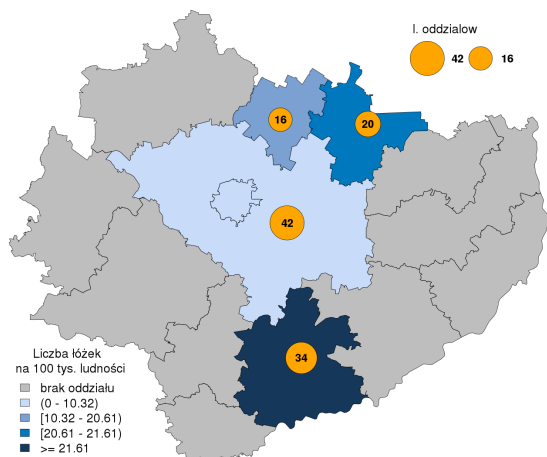 l. oddzialow
42 16
16
20
42
34
Liczba łóżek
na 100 tys. ludności
brak oddziału
(0 - 10.32)
[10.32 - 20.61)
[20.61 - 21.61)
>= 21.61